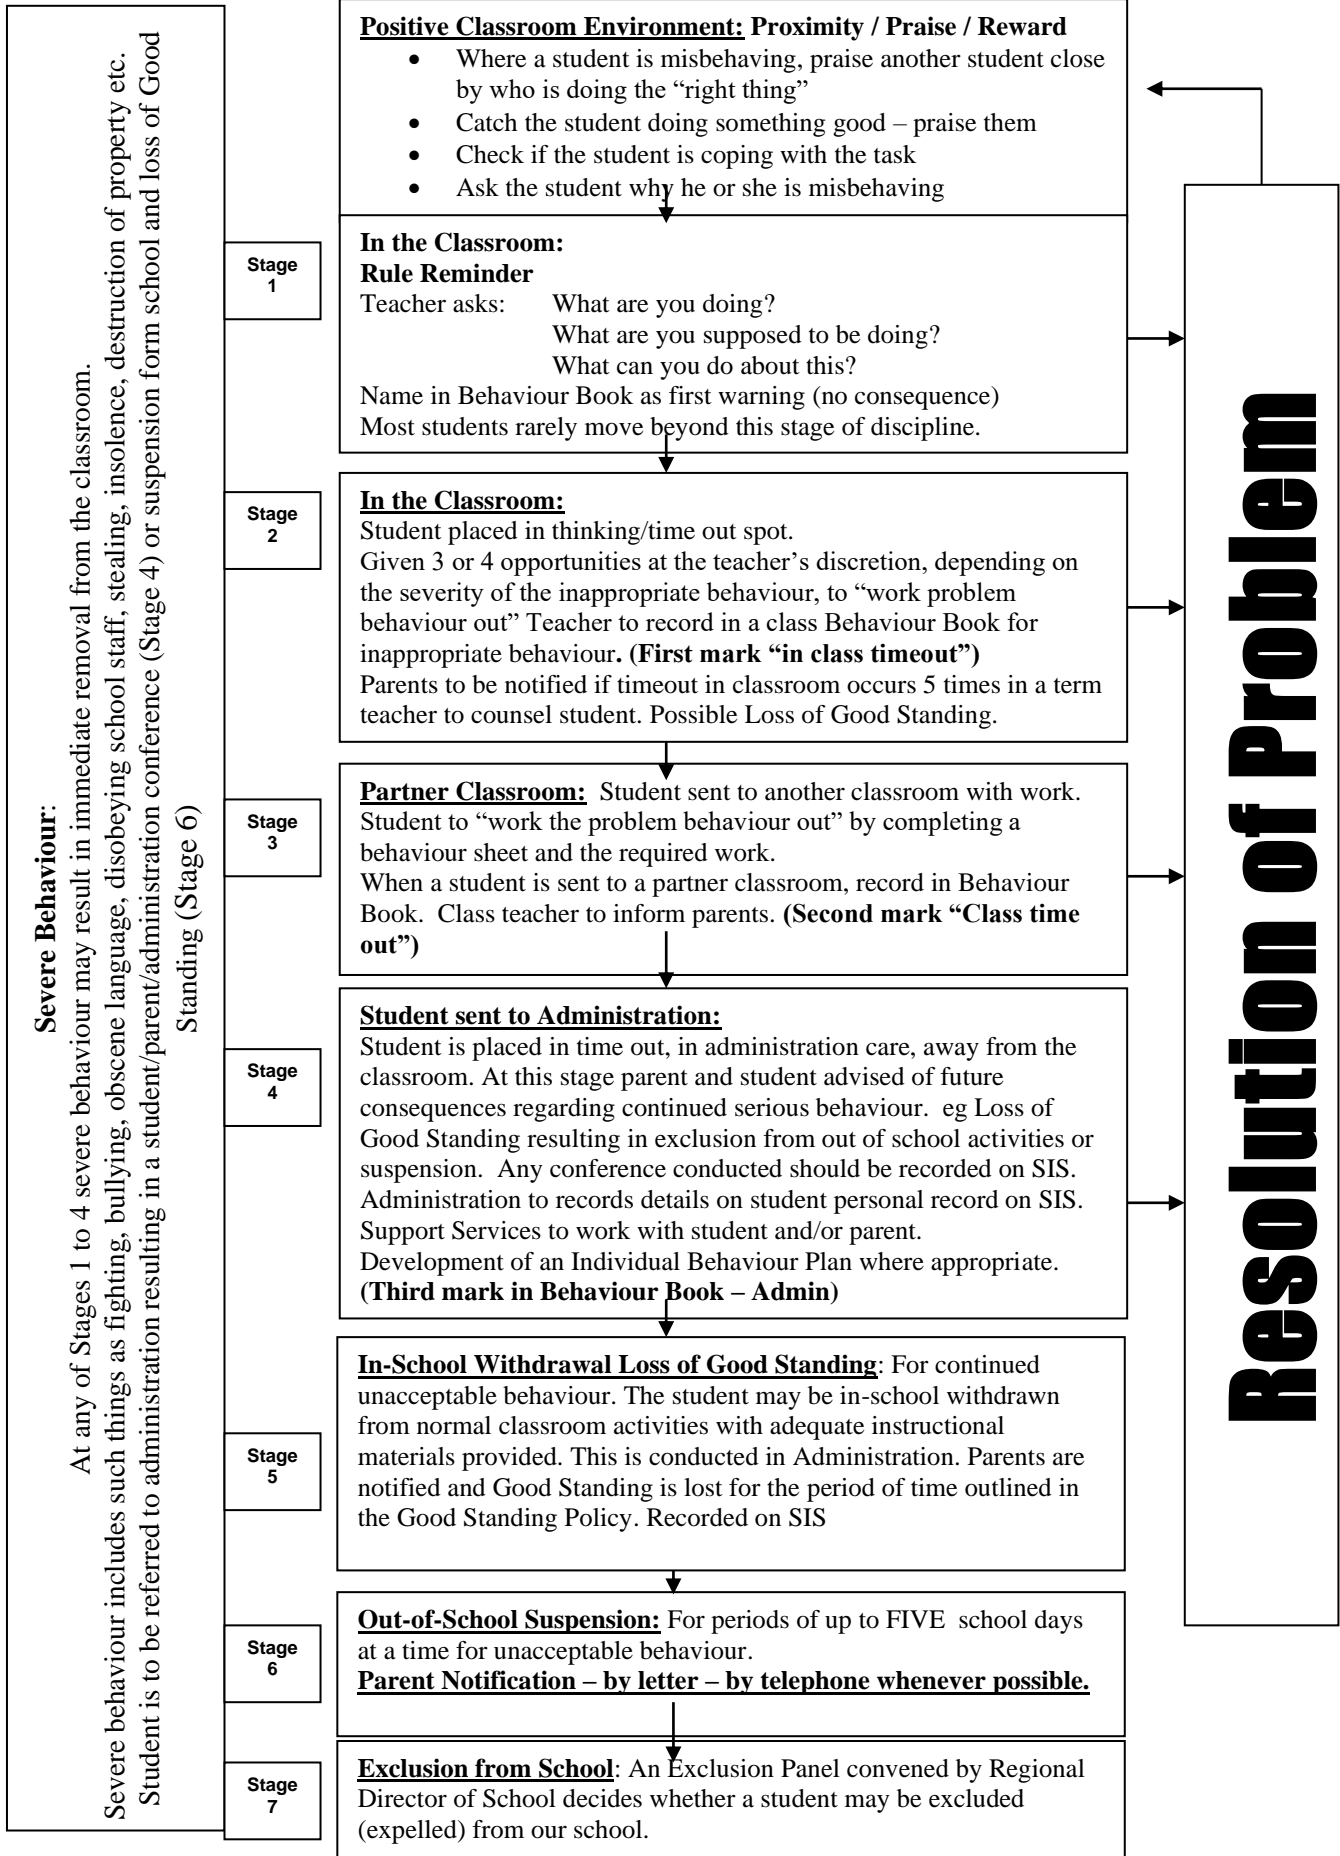 Severe Behaviour:
At any of Stages 1 to 4 severe behaviour may result in immediate removal from the classroom.
Severe behaviour includes such things as fighting, bullying, obscene language, disobeying school staff, stealing, insolence, destruction of property etc.
Student is to be referred to administration resulting in a student/parent/administration conference (Stage 4) or suspension form school and loss of Good
Standing (Stage 6)
Positive Classroom Environment: Proximity / Praise / Reward
• Where a student is misbehaving, praise another student close
by who is doing the “right thing”
• Catch the student doing something good – praise them
• Check if the student is coping with the task
• Ask the student why he or she is misbehaving
Stage
1
In the Classroom:
Rule Reminder
Teacher asks: What are you doing?
What are you supposed to be doing?
What can you do about this?
Name in Behaviour Book as first warning (no consequence)
Most students rarely move beyond this stage of discipline.
Stage
2
In the Classroom:
Student placed in thinking/time out spot.
Given 3 or 4 opportunities at the teacher’s discretion, depending on
the severity of the inappropriate behaviour, to “work problem
behaviour out” Teacher to record in a class Behaviour Book for
inappropriate behaviour. (First mark “in class timeout”)
Parents to be notified if timeout in classroom occurs 5 times in a term
teacher to counsel student. Possible Loss of Good Standing.
Stage
3
Partner Classroom: Student sent to another classroom with work.
Student to “work the problem behaviour out” by completing a
behaviour sheet and the required work.
When a student is sent to a partner classroom, record in Behaviour
Book. Class teacher to inform parents. (Second mark “Class time
out”)
Stage
4
Student sent to Administration:
Student is placed in time out, in administration care, away from the
classroom. At this stage parent and student advised of future
consequences regarding continued serious behaviour. eg Loss of
Good Standing resulting in exclusion from out of school activities or
suspension. Any conference conducted should be recorded on SIS.
Administration to records details on student personal record on SIS.
Support Services to work with student and/or parent.
Development of an Individual Behaviour Plan where appropriate.
(Third mark in Behaviour Book – Admin)
Stage
5
In-School Withdrawal Loss of Good Standing: For continued
unacceptable behaviour. The student may be in-school withdrawn
from normal classroom activities with adequate instructional
materials provided. This is conducted in Administration. Parents are
notified and Good Standing is lost for the period of time outlined in
the Good Standing Policy. Recorded on SIS
Stage
6
Out-of-School Suspension: For periods of up to FIVE school days
at a time for unacceptable behaviour.
Parent Notification – by letter – by telephone whenever possible.
Stage
7
Exclusion from School: An Exclusion Panel convened by Regional
Director of School decides whether a student may be excluded
(expelled) from our school.
Resolution of Problem